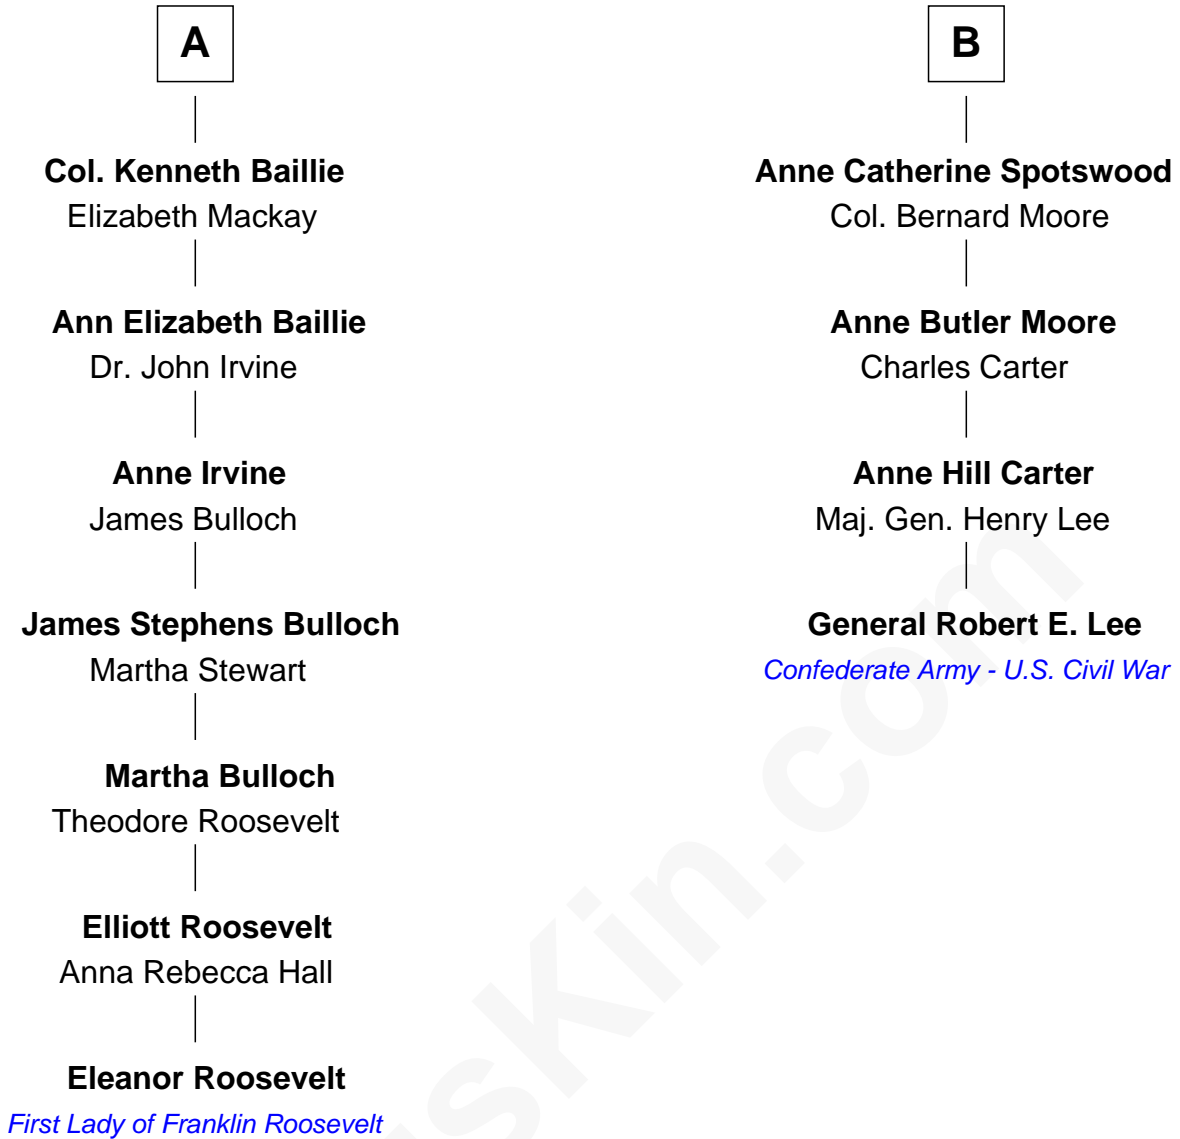 A
Col. Kenneth Baillie
Elizabeth Mackay
Ann Elizabeth Baillie
Dr. John Irvine
Anne Irvine
James Bulloch
James Stephens Bulloch
Martha Stewart
Martha Bulloch
Theodore Roosevelt
Elliott Roosevelt
Anna Rebecca Hall
Eleanor Roosevelt
First Lady of Franklin Roosevelt
B
Anne Catherine Spotswood
Col. Bernard Moore
Anne Butler Moore
Charles Carter
Anne Hill Carter
Maj. Gen. Henry Lee
General Robert E. Lee
Confederate Army - U.S. Civil War
sKin.com